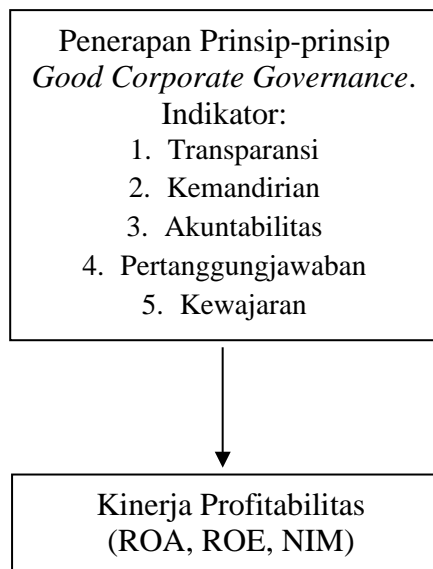 Penerapan Prinsip-prinsip
Good Corporate Governance.
Indikator:
1. Transparansi
2. Kemandirian
3. Akuntabilitas
4. Pertanggungjawaban
5. Kewajaran
Kinerja Profitabilitas
(ROA, ROE, NIM)